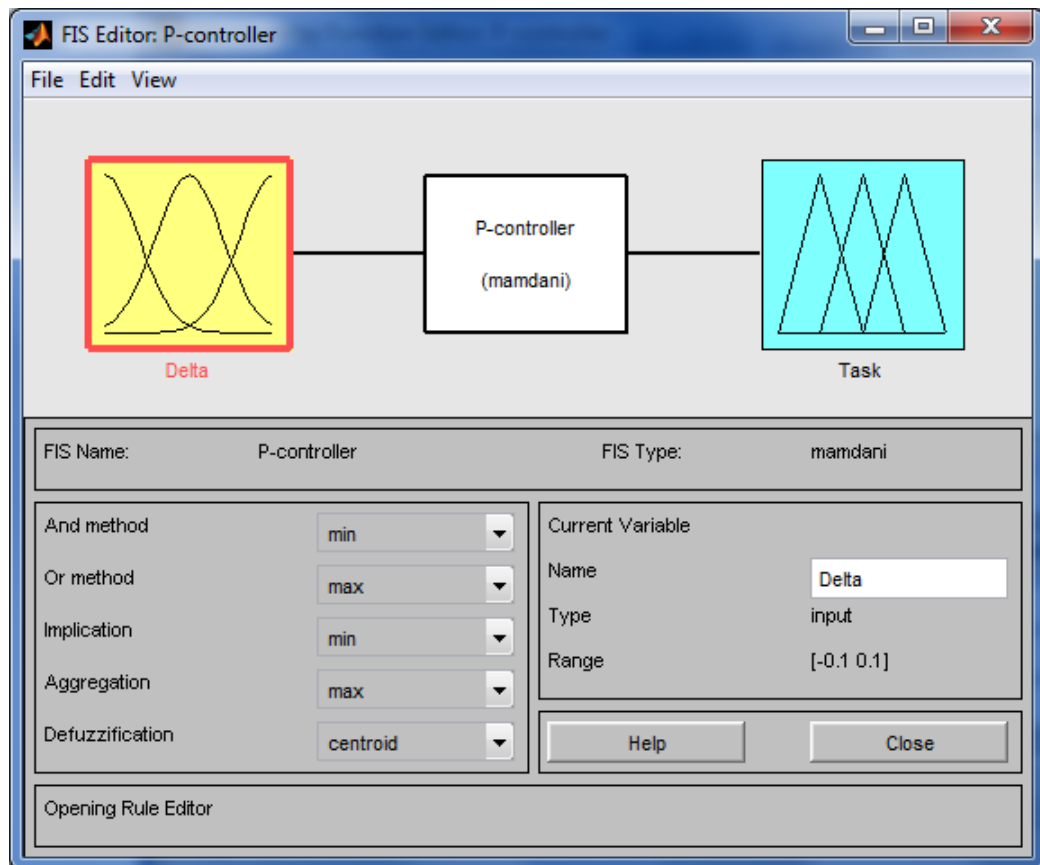 FIS Editor: P-controller
File Edit View
P-controller
(mamdani)
Delta
Task
FIS Name: P-controller FIS Type: mamdani
And method min
Or method max
Implication min
Aggregation max
Defuzzification centroid
Current Variable
Name Delta
Type input
Range [-0.1 0.1]
Help Close
Opening Rule Editor